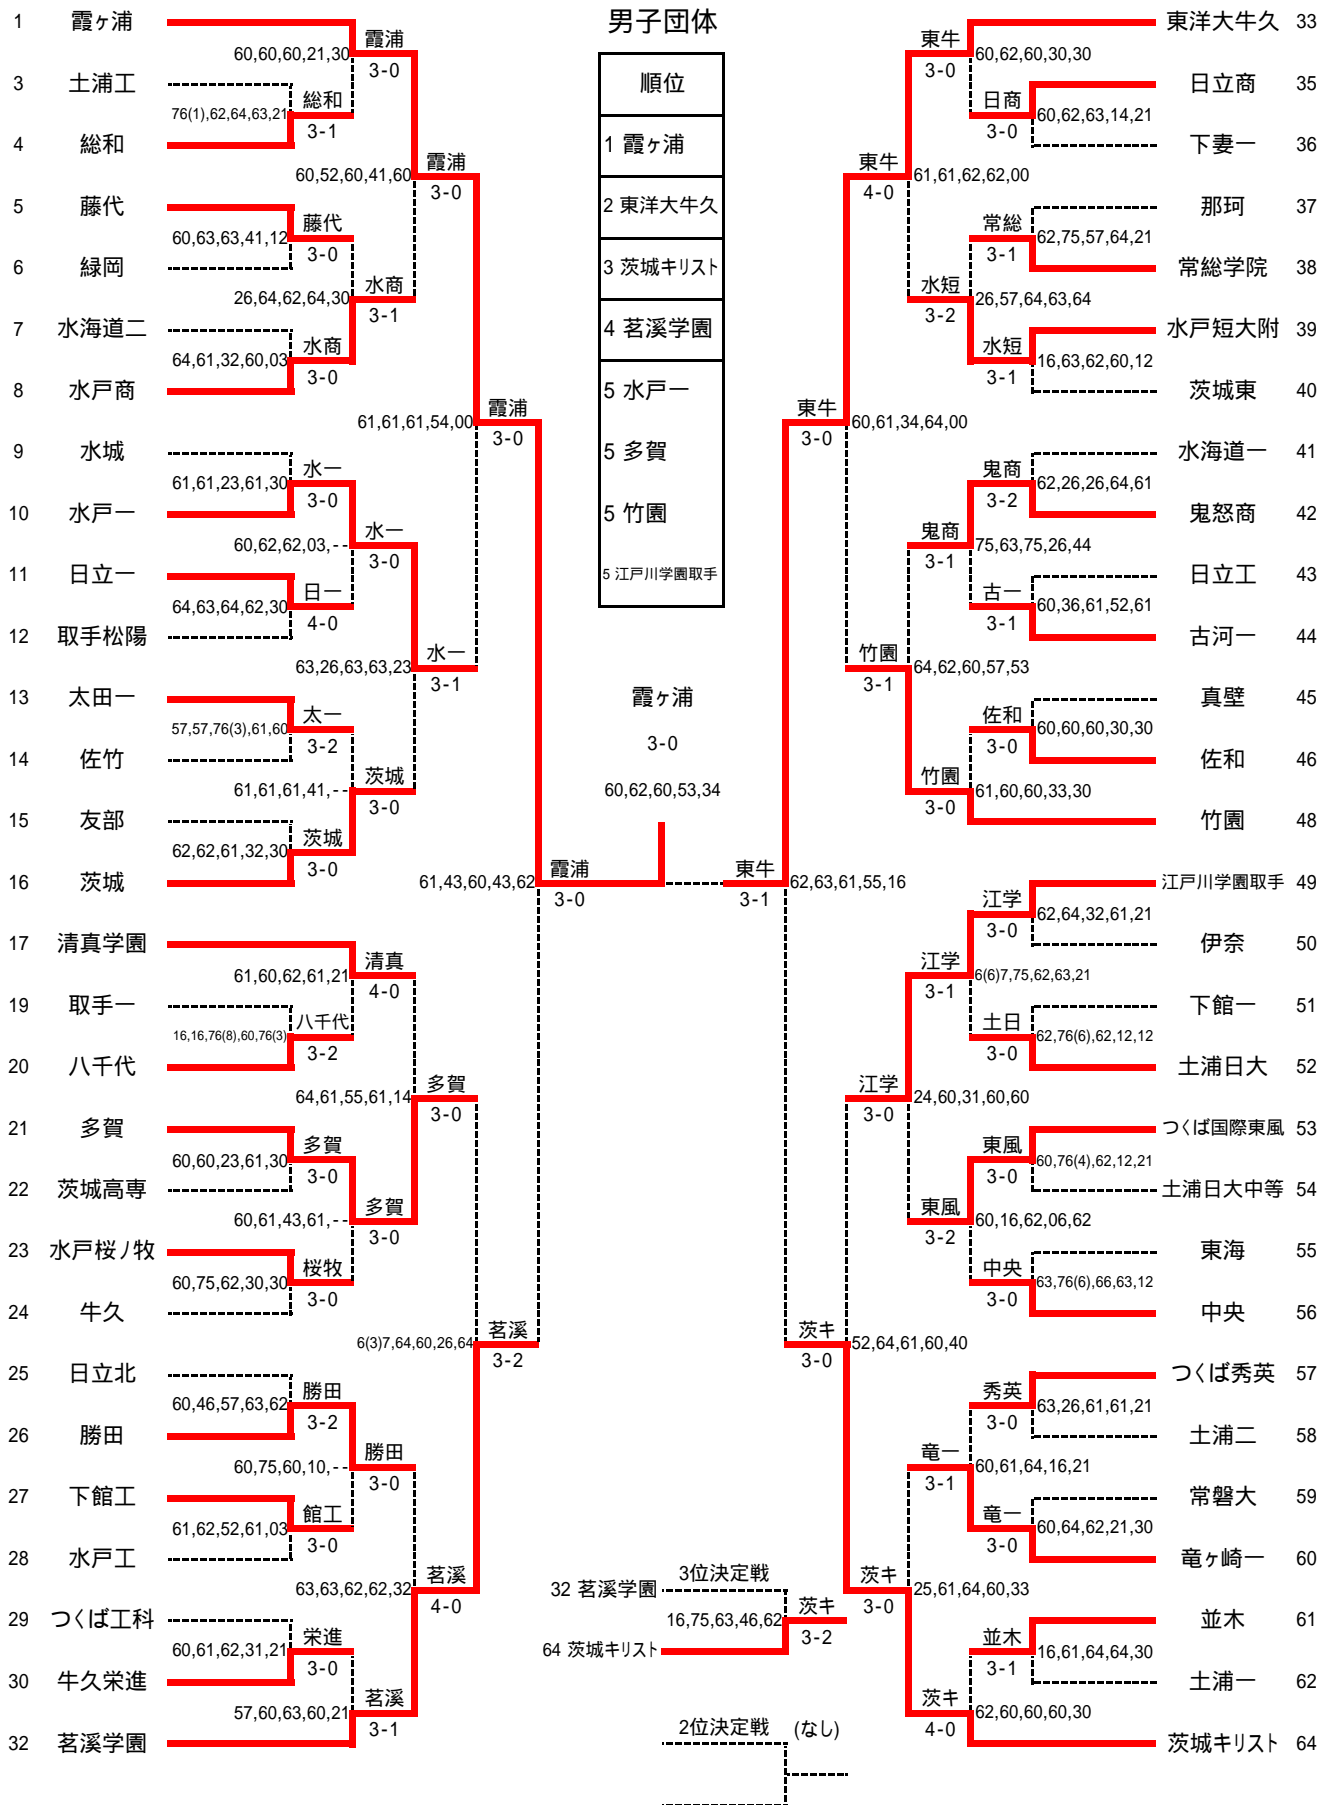 男子団体
順位
1 霞ヶ浦
2 東洋大牛久
3 茨城キリスト
4 茗溪学園
5 水戸一
5 多賀
5 竹園
5 江戸川学園取手
霞ヶ浦
3-0
60,62,60,53,34
1 霞ヶ浦
霞浦
60,60,60,21,30
3-0
3 土浦工
総和
76(1),62,64,63,21
3-1
4 総和
霞浦
60,52,60,41,60
3-0
5 藤代
藤代
60,63,63,41,12
3-0
6 緑岡
水商
26,64,62,64,30
3-1
7 水海道二
水商
64,61,32,60,03
3-0
8 水戸商
霞浦
61,61,61,54,00
3-0
9 水城
水一
61,61,23,61,30
3-0
10 水戸一
水一
60,62,62,03,--
3-0
11 日立一
日一
64,63,64,62,30
4-0
12 取手松陽
水一
63,26,63,63,23
3-1
13 太田一
太一
57,57,76(3),61,60
3-2
14 佐竹
茨城
61,61,61,41,--
3-0
15 友部
茨城
62,62,61,32,30
3-0
16 茨城
霞浦
61,43,60,43,62
3-0
17 清真学園
清真
61,60,62,61,21
4-0
19 取手一
八千代
16,16,76(8),60,76(3)
3-2
20 八千代
多賀
64,61,55,61,14
3-0
21 多賀
多賀
60,60,23,61,30
3-0
22 茨城高専
多賀
60,61,43,61,--
3-0
23 水戸桜ノ牧
桜牧
60,75,62,30,30
3-0
24 牛久
茗溪
6(3)7,64,60,26,64
3-2
25 日立北
勝田
60,46,57,63,62
3-2
26 勝田
勝田
60,75,60,10,--
3-0
27 下館工
館工
61,62,52,61,03
3-0
28 水戸工
茗溪
63,63,62,62,32
4-0
29 つくば工科
栄進
60,61,62,31,21
3-0
30 牛久栄進
茗溪
57,60,63,60,21
3-1
32 茗溪学園
東洋大牛久 33
東牛
60,62,60,30,30
3-0
日立商 35
日商
60,62,63,14,21
3-0
下妻一 36
東牛
61,61,62,62,00
4-0
那珂 37
常総
62,75,57,64,21
3-1
常総学院 38
水短
26,57,64,63,64
3-2
水戸短大附 39
水短
16,63,62,60,12
3-1
茨城東 40
東牛
60,61,34,64,00
3-0
水海道一 41
鬼商
62,26,26,64,61
3-2
鬼怒商 42
鬼商
75,63,75,26,44
3-1
日立工 43
古一
60,36,61,52,61
3-1
古河一 44
竹園
64,62,60,57,53
3-1
真壁 45
佐和
60,60,60,30,30
3-0
佐和 46
竹園
61,60,60,33,30
3-0
竹園 48
東牛
62,63,61,55,16
3-1
江戸川学園取手 49
江学
62,64,32,61,21
3-0
伊奈 50
江学
6(6)7,75,62,63,21
3-1
下館一 51
土日
62,76(6),62,12,12
3-0
土浦日大 52
江学
24,60,31,60,60
3-0
つくば国際東風 53
東風
60,76(4),62,12,21
3-0
土浦日大中等 54
東風
60,16,62,06,62
3-2
東海 55
中央
63,76(6),66,63,12
3-0
中央 56
茨キ
52,64,61,60,40
3-0
つくば秀英 57
秀英
63,26,61,61,21
3-0
土浦二 58
竜一
60,61,64,16,21
3-1
常磐大 59
竜一
60,64,62,21,30
3-0
竜ヶ崎一 60
茨キ
25,61,64,60,33
3-0
並木 61
並木
16,61,64,64,30
3-1
土浦一 62
茨キ
62,60,60,60,30
4-0
茨城キリスト 64
3位決定戦
32 茗溪学園
茨キ
16,75,63,46,62
3-2
64 茨城キリスト
2位決定戦 (なし)